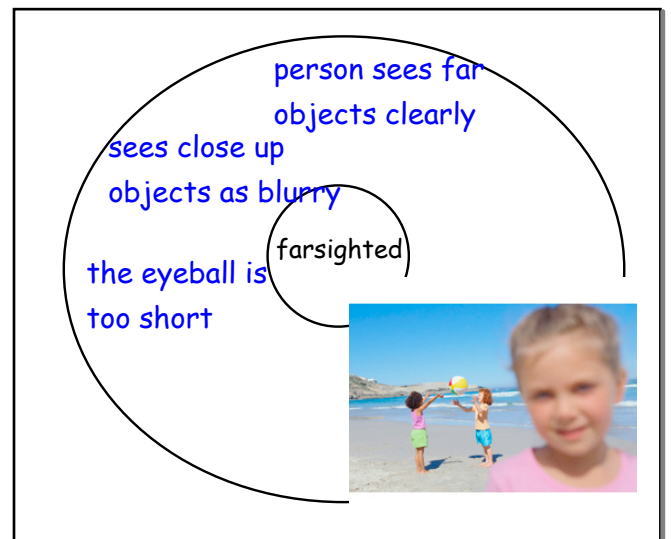 person sees far
objects clearly
sees close up
objects as blurry
farsighted
the eyeball is
too short